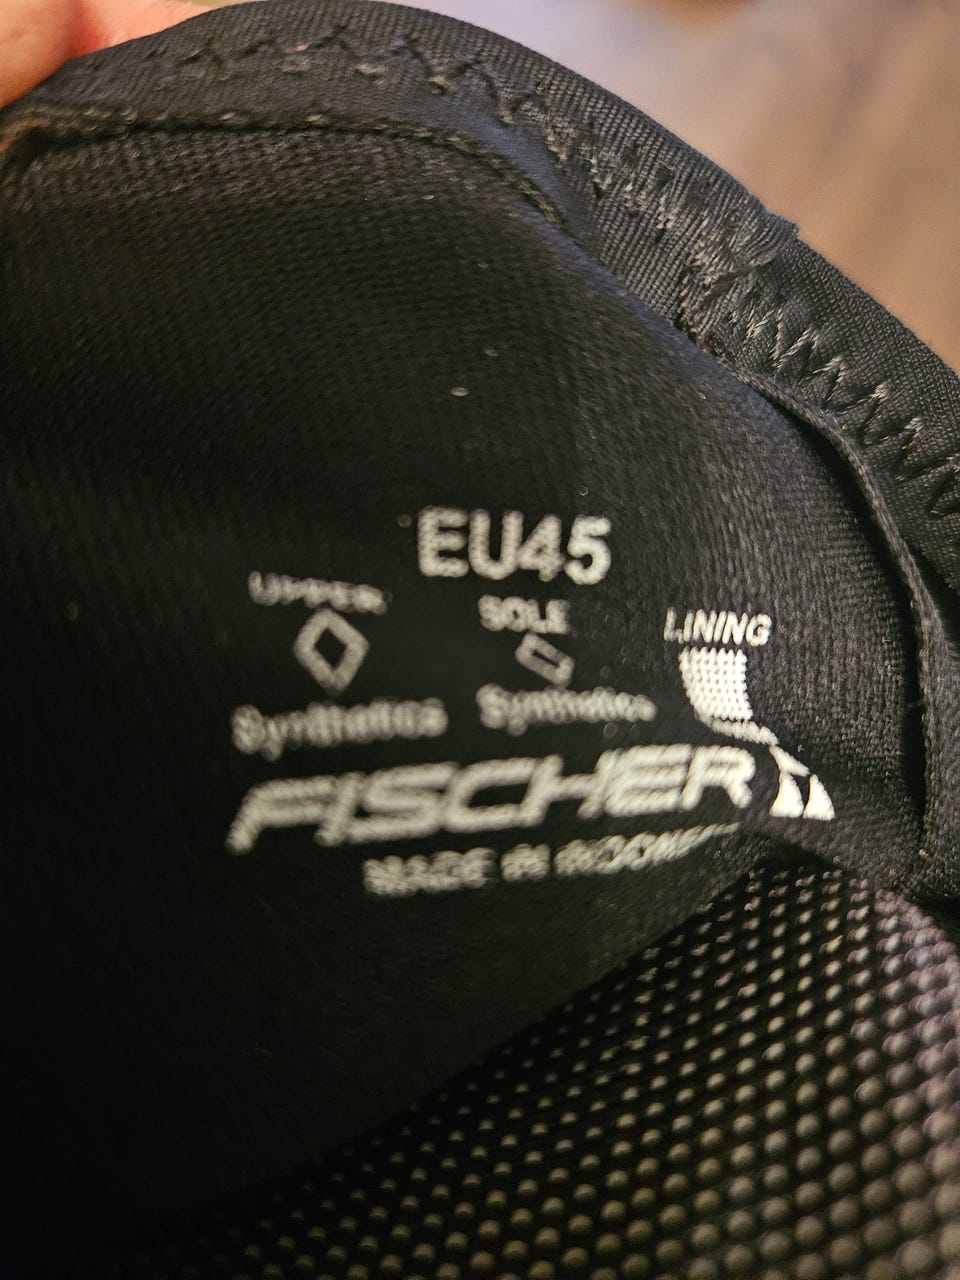 EU45
UPPER SOLE LINING
Synthetics Synthetics
FISCHER
MADE IN